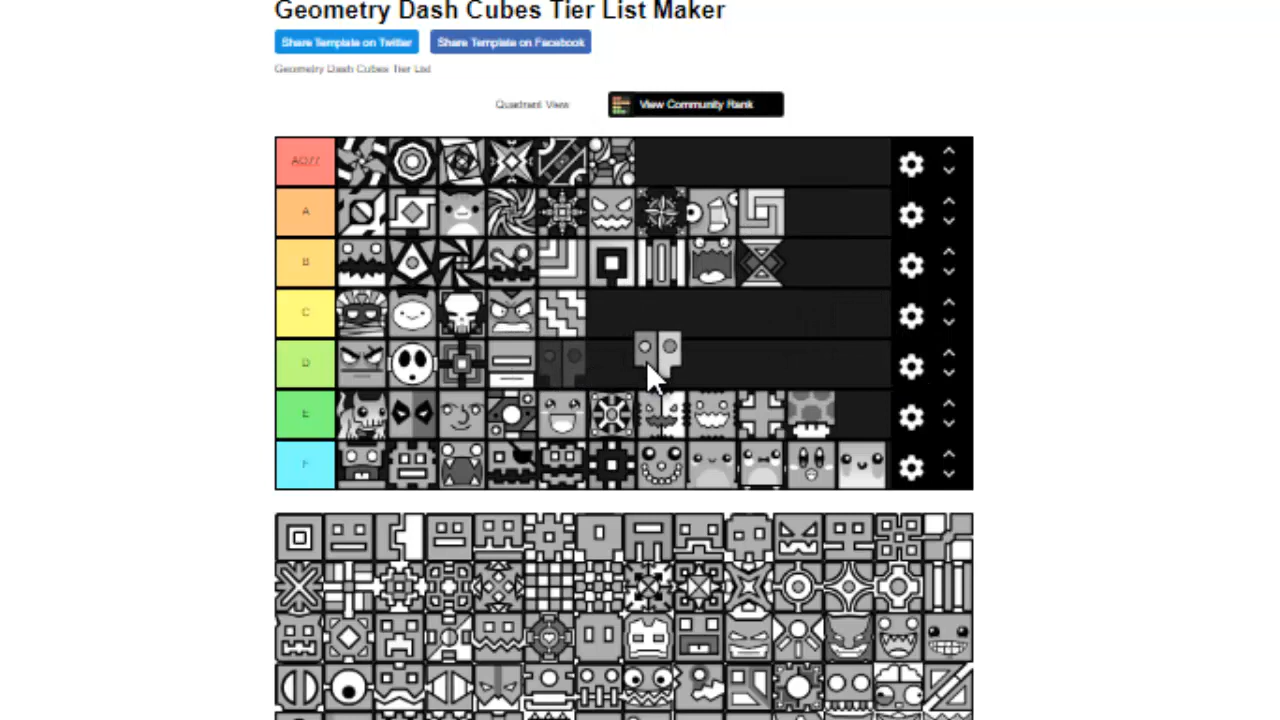 Geometry Dash Cubes Tier List Maker
Share Template on Twitter
Share Template on Facebook
Geometry Dash Cubes Tier List
Quadrant View
View Community Rank
A
B
C
D
E
F